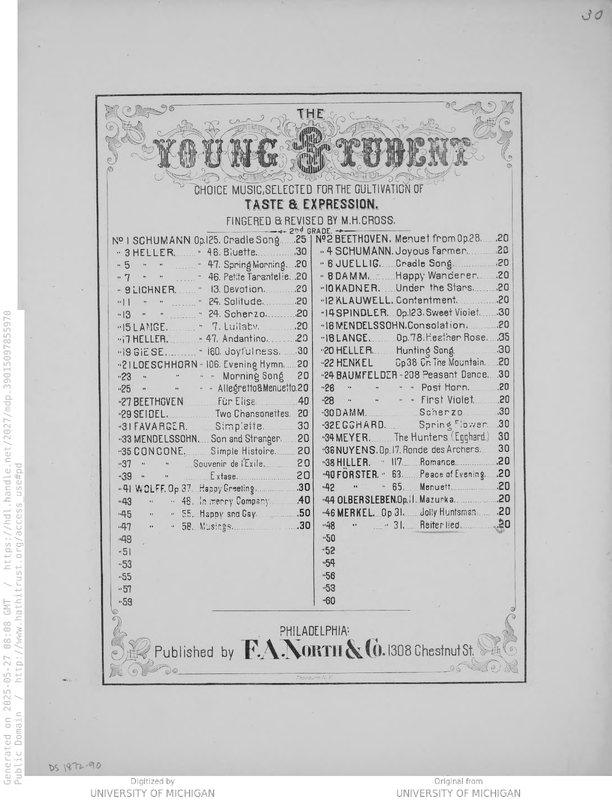 30
THE
YOUNG STUDENT
CHOICE MUSIC, SELECTED FOR THE CULTIVATION OF
TASTE & EXPRESSION.
FINGERED & REVISED BY M.H. CROSS.
2nd GRADE.
No 1 SCHUMANN Op.125. Cradle Song. .25
" 3 HELLER. " 46. Bluette. .30
" 5 " " 47. Spring Morning. .20
" 7 " " 46. Petite Tarantelle. .20
" 9 LICHNER. " 13. Devotion. .20
" 11 " " 24. Solitude. .20
" 13 " " 24. Scherzo. .20
" 15 LANGE. " 7. Lullaby. .20
" 17 HELLER. " 47. Andantino. .20
" 19 GIESE. " 160. Joyfulness. .30
" 21 LOESCHHORN " 106. Evening Hymn. .20
" 23 " " " Morning Song 20
" 25 " " " Allegretto & Menuetto. 20
" 27 BEETHOVEN Für Elise 40
" 29 SEIDEL. Two Chansonettes. 20
" 31 FAVARGER. Simplette. 30
" 33 MENDELSSOHN. Son and Stranger. 20
" 35 CONCONE. Simple Histoire. 20
" 37 " " Souvenir de l'Exile. 20
" 39 " " Extase. 20
" 41 WOLFF. Op 37. Happy Greeting. .30
" 43 " " 46. In merry Company. .40
" 45 " " 55. Happy and Gay. .50
" 47 " " 58. Musings. .30
" 49
" 51
" 53
" 55
" 57
" 59
No 2 BEETHOVEN. Menuet from Op. 28. .20
" 4 SCHUMANN. Joyous Farmer. .20
" 6 JUELLIG. Cradle Song. .20
" 8 DAMM. Happy Wanderer. .20
" 10 KADNER. Under the Stars. .20
" 12 KLAUWELL. Contentment. .20
" 14 SPINDLER. Op.123. Sweet Violet. .30
" 16 MENDELSSOHN. Consolation. .20
" 18 LANGE. Op.78. Heather Rose. .35
" 20 HELLER. Hunting Song. .30
" 22 HENKEL Op 38 On The Mountain. .20
" 24 BAUMFELDER " 208 Peasant Dance. .30
" 26 " " " Post Horn. .20
" 28 " " " First Violet. .20
" 30 DAMM. Scherzo .30
" 32 EGGHARD. Spring Flower. .30
" 34 MEYER. The Hunters (Egghard.) 30
" 36 NUYENS. Op. 17. Ronde des Archers. .30
" 38 HILLER. " 117. Romance. .20
" 40 FÖRSTER. " 63. Peace of Evening. .20
" 42 " " 65. Menuett. .20
" 44 OLBERSLEBEN. Op. 11. Mazurka. .20
" 46 MERKEL. Op 31. Jolly Huntsman. .20
" 48 " " 31. Reiterlied. .20
" 50
" 52
" 54
" 56
" 58
" 60
PHILADELPHIA:
Published by F.A. NORTH & Co. 1308 Chestnut St.
DS 1872-90
Generated on 2025-05-27 08:08 GMT / https://hdl.handle.net/2027/mdp.39015097855970
Public Domain / http://www.hathitrust.org/access_use#pd
Digitized by
UNIVERSITY OF MICHIGAN
Original from
UNIVERSITY OF MICHIGAN